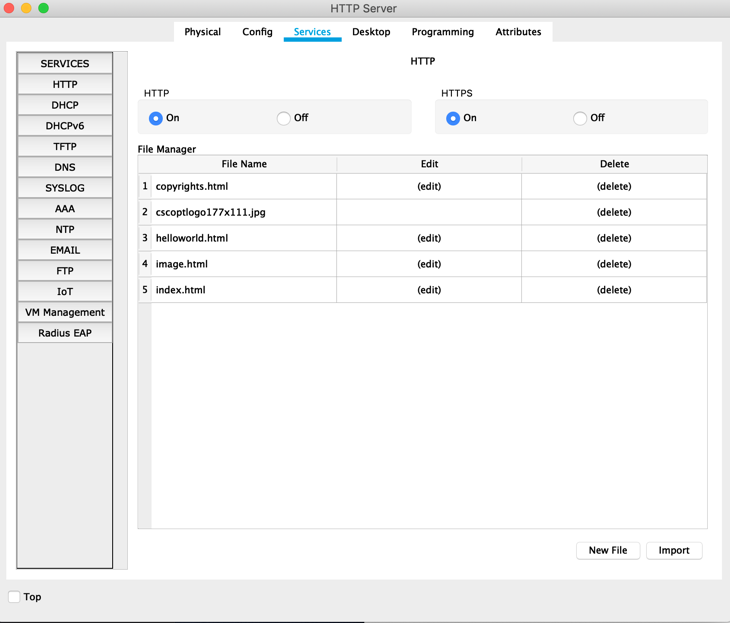 HTTP Server
Physical Config Services Desktop Programming Attributes
SERVICES
HTTP
DHCP
DHCPv6
TFTP
DNS
SYSLOG
AAA
NTP
EMAIL
FTP
IoT
VM Management
Radius EAP
HTTP
HTTP
On Off
HTTPS
On Off
File Manager
File Name Edit Delete
1 copyrights.html (edit) (delete)
2 cscoptlogo177x111.jpg (delete)
3 helloworld.html (edit) (delete)
4 image.html (edit) (delete)
5 index.html (edit) (delete)
New File Import
Top